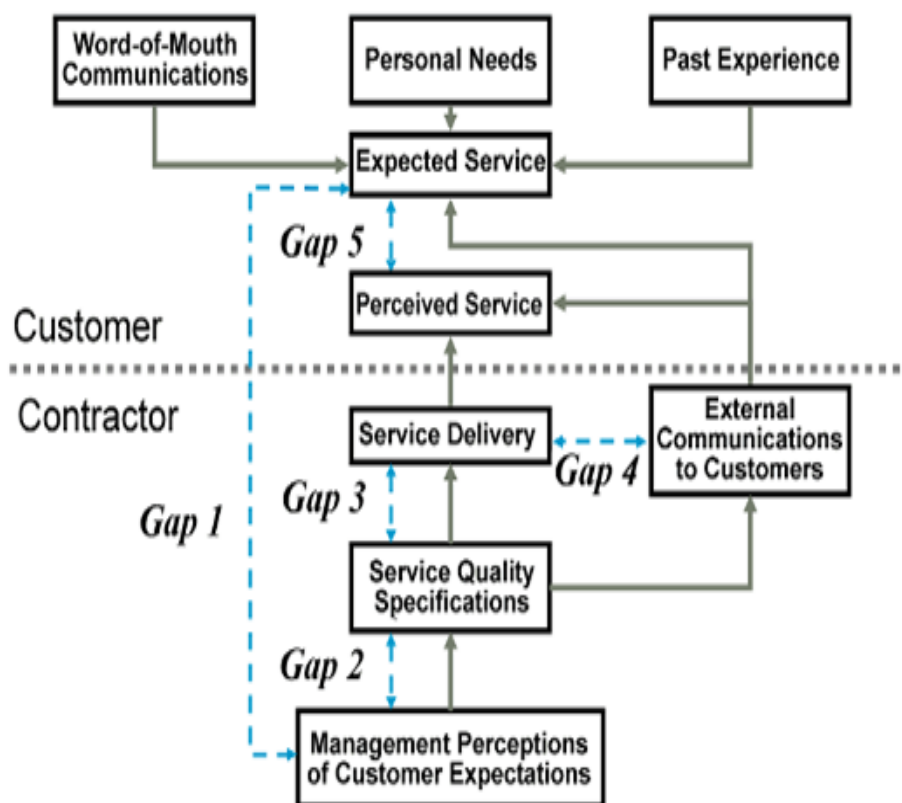 Word-of-Mouth
Communications
Personal Needs
Past Experience
Expected Service
Gap 5
Perceived Service
Customer
Contractor
Service Delivery
External
Communications
to Customers
Gap 4
Gap 3
Gap 1
Service Quality
Specifications
Gap 2
Management Perceptions
of Customer Expectations